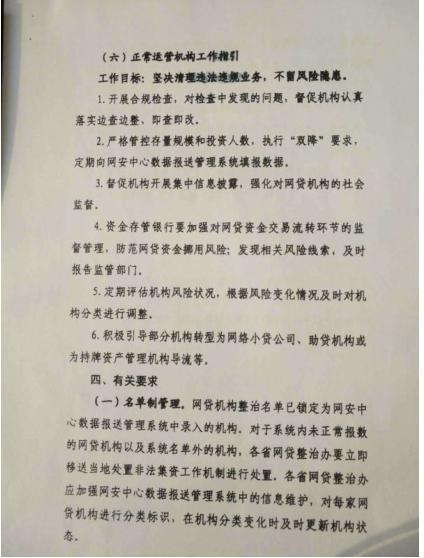 （六）正常运营机构工作指引
工作目标：坚决清理违法违规业务，不留风险隐患。
1.开展合规检查，对检查中发现的问题，督促机构认真
落实边查边整、即查即改。
2.严格管控存量规模和投资人数，执行“双降”要求，
定期向网安中心数据报送管理系统填报数据。
3.督促机构开展集中信息披露，强化对网贷机构的社会
监督。
4.资金存管银行要加强对网贷资金交易流转环节的监
督管理，防范网贷资金挪用风险；发现相关风险线索，及时
报告监管部门。
5.定期评估机构风险状况，根据风险变化情况及时对机
构分类进行调整。
6.积极引导部分机构转型为网络小贷公司、助贷机构或
为持牌资产管理机构导流等。
四、有关要求
（一）名单制管理。网贷机构整治名单已锁定为网安中
心数据报送管理系统中录入的机构。对于系统内未正常报数
的网贷机构以及系统名单外的机构，各省网贷整治办要立即
移送当地处置非法集资工作机制进行处置。各省网贷整治办
应加强网安中心数据报送管理系统中的信息维护，对每家网
贷机构进行分类标识，在机构分类变化时及时更新机构状
态。